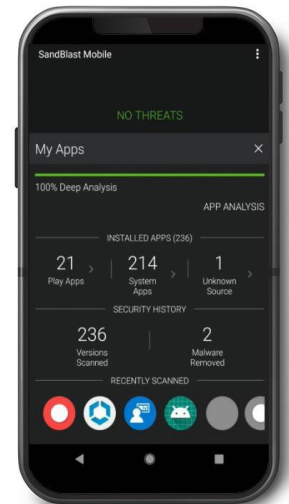 SandBlast Mobile
NO THREATS
My Apps
100% Deep Analysis
APP ANALYSIS
INSTALLED APPS (236)
21
Play Apps
214
System
Apps
1
Unknown
Source
SECURITY HISTORY
236
Versions
Scanned
2
Malware
Removed
RECENTLY SCANNED